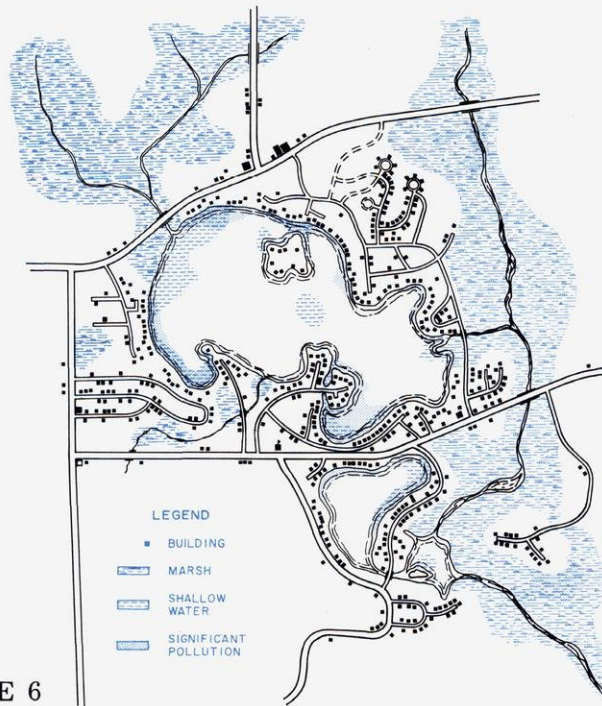 LEGEND
BUILDING
MARSH
SHALLOW
WATER
SIGNIFICANT
POLLUTION
E 6